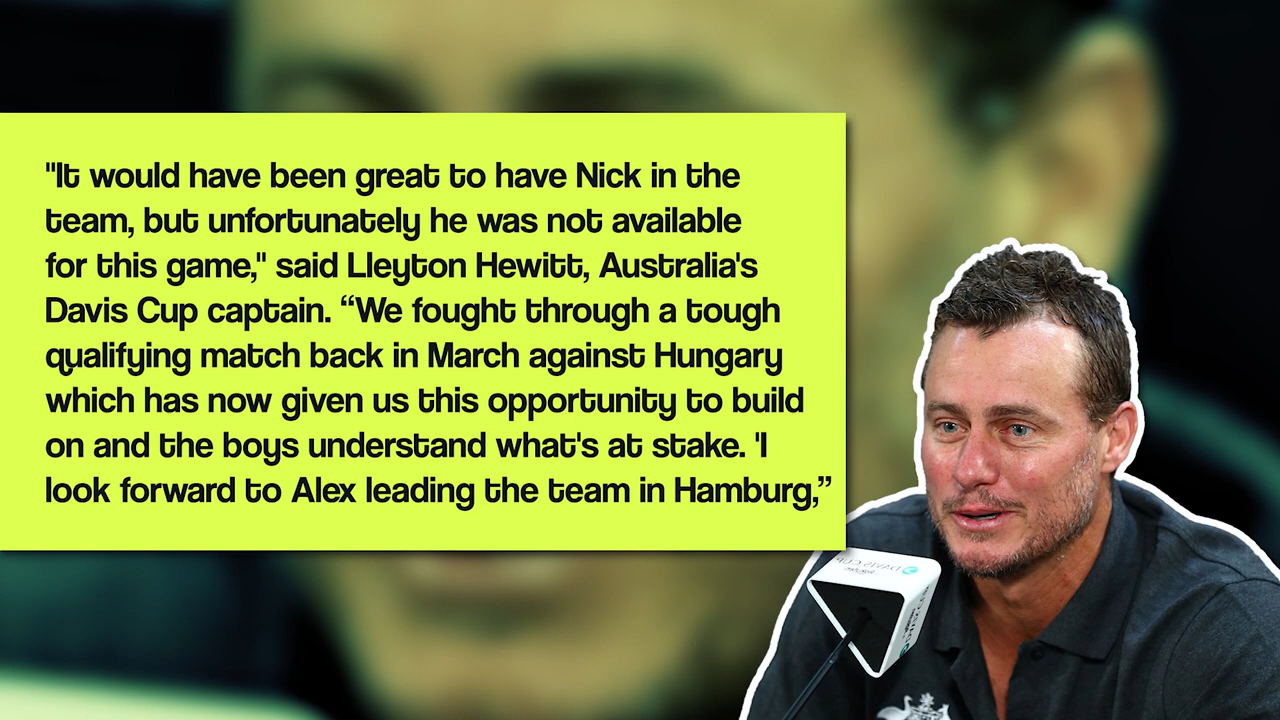 "It would have been great to have Nick in the
team, but unfortunately he was not available
for this game," said Lleyton Hewitt, Australia's
Davis Cup captain. “We fought through a tough
qualifying match back in March against Hungary
which has now given us this opportunity to build
on and the boys understand what's at stake. 'I
look forward to Alex leading the team in Hamburg,”
DAVIS CUP